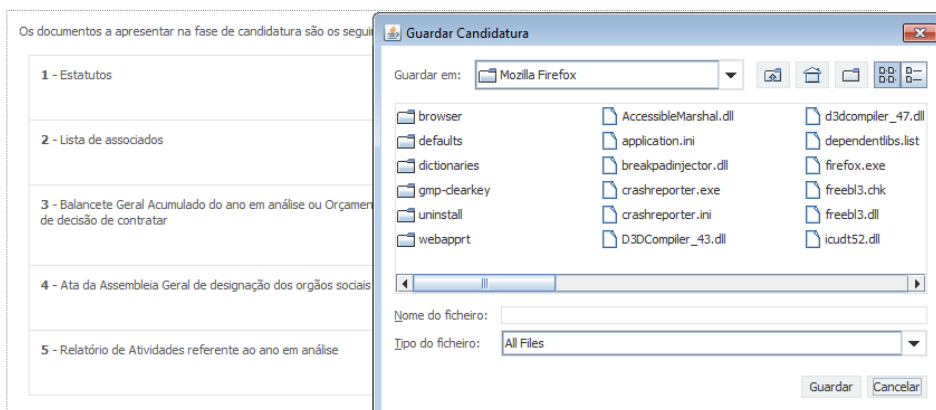 Os documentos a apresentar na fase de candidatura são os segui
1 - Estatutos
2 - Lista de associados
3 - Balancete Geral Acumulado do ano em análise ou Orçamen
de decisão de contratar
4 - Ata da Assembleia Geral de designação dos orgãos sociais
5 - Relatório de Atividades referente ao ano em análise
Guardar Candidatura
Guardar em:
Mozilla Firefox
browser
defaults
dictionaries
gmp-clearkey
uninstall
webapprt
AccessibleMarshal.dll
application.ini
breakpadinjector.dll
crashreporter.exe
crashreporter.ini
D3DCompiler_43.dll
d3dcompiler_47.dll
dependentlibs.list
firefox.exe
freebl3.chk
freebl3.dll
icudt52.dll
Nome do ficheiro:
Tipo do ficheiro:
All Files
Guardar
Cancelar